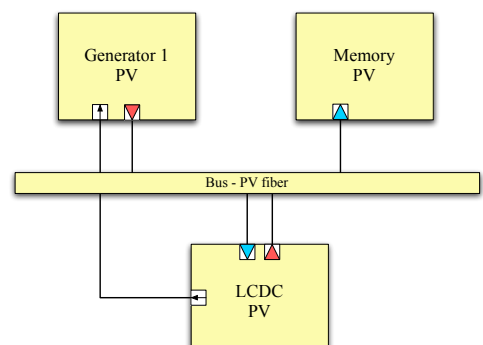 Generator 1
PV
Memory
PV
Bus - PV fiber
LCDC
PV